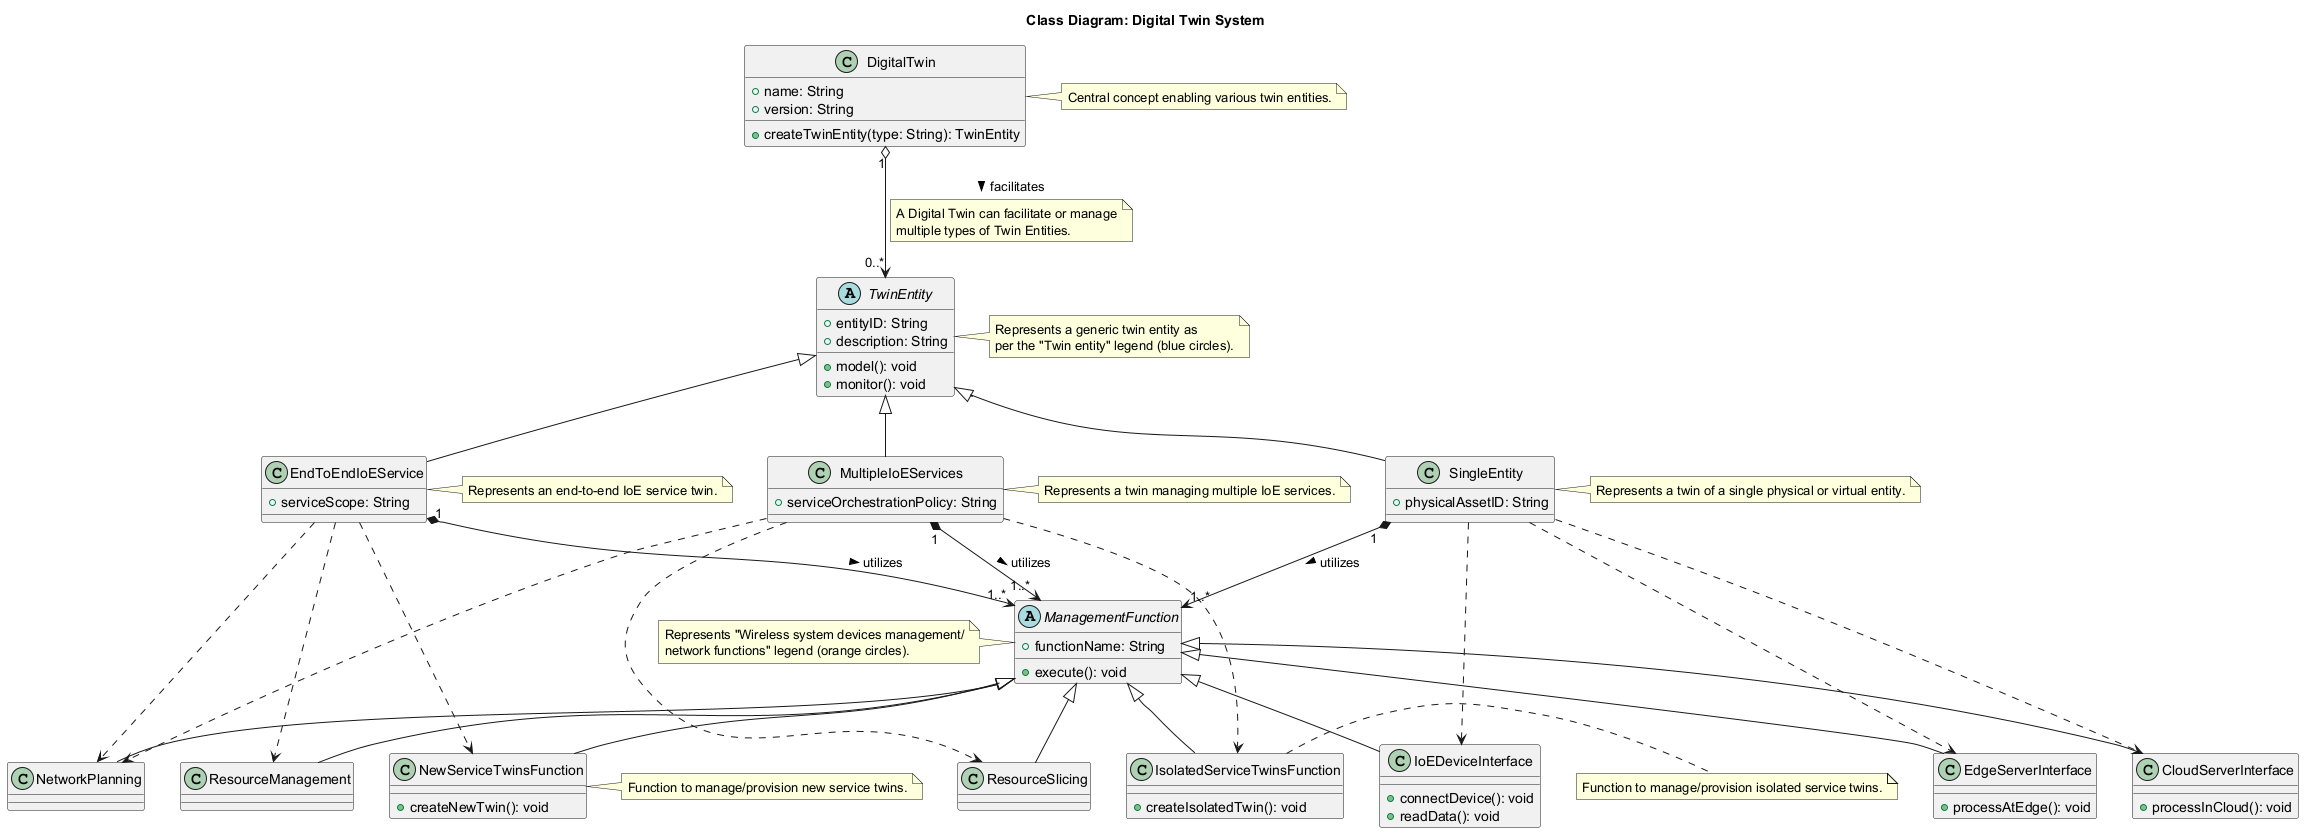 Class Diagram: Digital Twin System
C DigitalTwin
name: String
version: String
createTwinEntity(type: String): TwinEntity
Central concept enabling various twin entities.
1
facilitates
A Digital Twin can facilitate or manage
multiple types of Twin Entities.
0..*
A TwinEntity
entityID: String
description: String
model(): void
monitor(): void
Represents a generic twin entity as
per the "Twin entity" legend (blue circles).
C EndToEndIoEService
serviceScope: String
Represents an end-to-end IoE service twin.
C MultipleIoEServices
serviceOrchestrationPolicy: String
Represents a twin managing multiple IoE services.
C SingleEntity
physicalAssetID: String
Represents a twin of a single physical or virtual entity.
1
1
1
utilizes
utilizes
utilizes
1..*
1..*
1..*
A ManagementFunction
functionName: String
execute(): void
Represents "Wireless system devices management/
network functions" legend (orange circles).
C NetworkPlanning
C ResourceManagement
C NewServiceTwinsFunction
createNewTwin(): void
Function to manage/provision new service twins.
C ResourceSlicing
C IsolatedServiceTwinsFunction
createIsolatedTwin(): void
C IoEDeviceInterface
connectDevice(): void
readData(): void
Function to manage/provision isolated service twins.
C EdgeServerInterface
processAtEdge(): void
C CloudServerInterface
processInCloud(): void